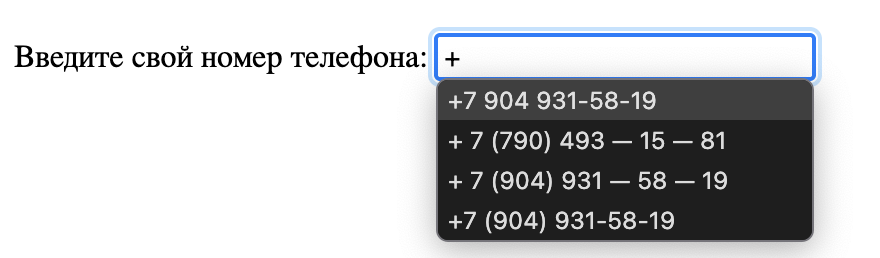 Введите свой номер телефона: +
+7 904 931-58-19
+ 7 (790) 493 — 15 — 81
+ 7 (904) 931 — 58 — 19
+7 (904) 931-58-19